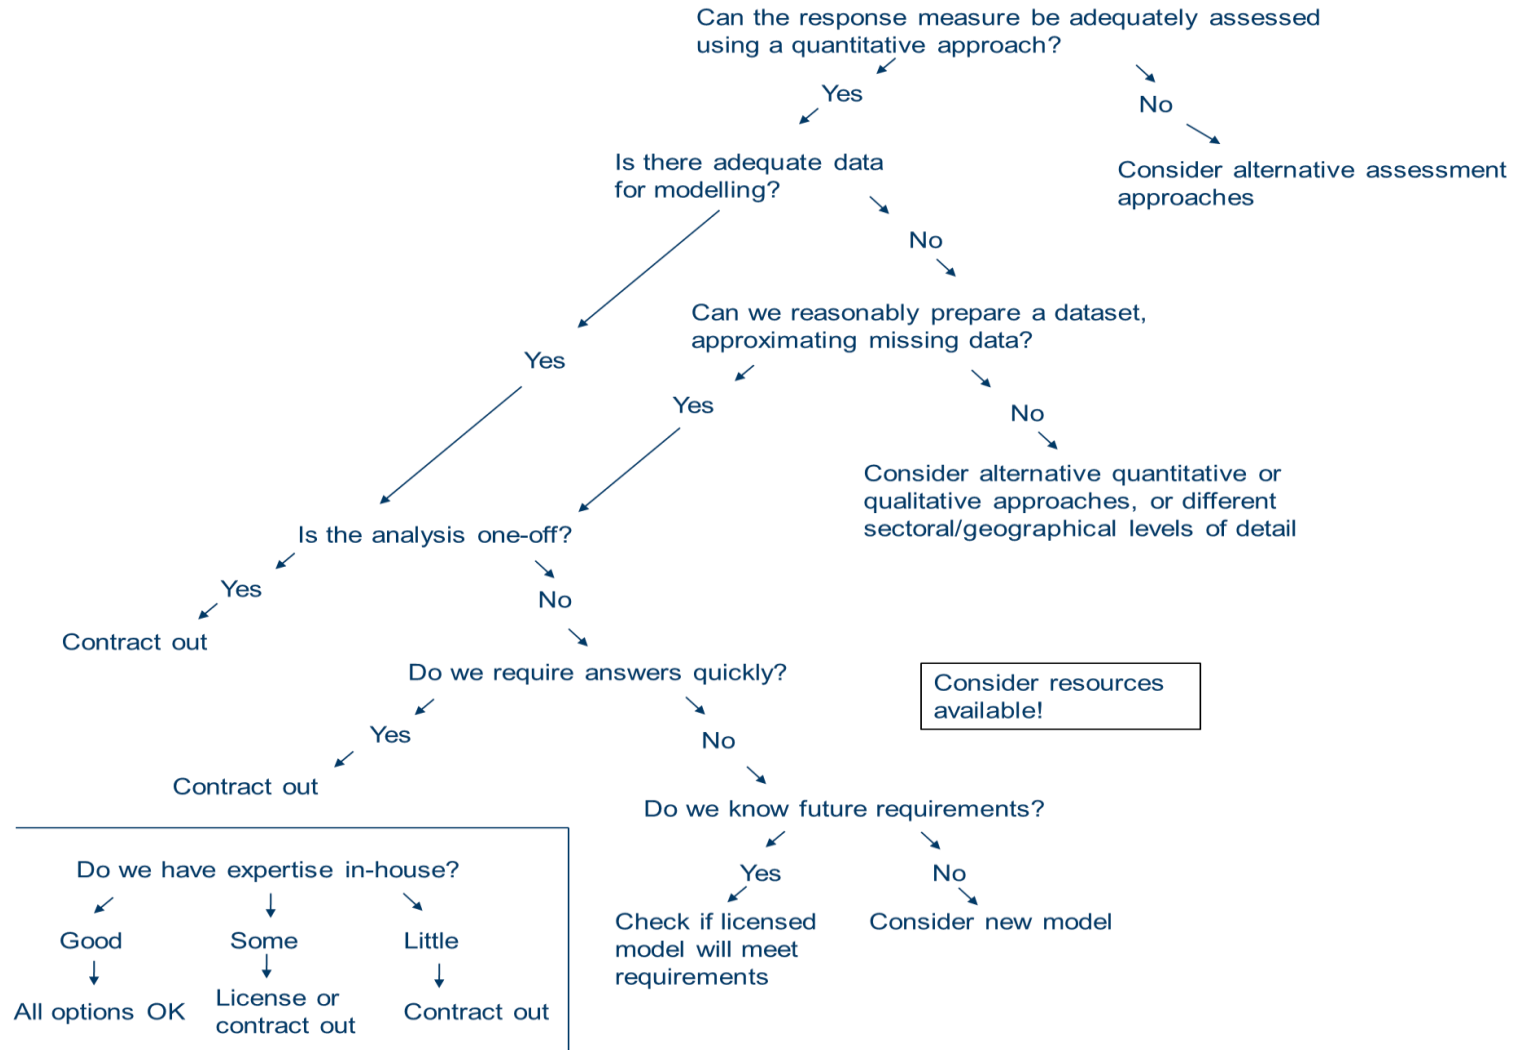 Can the response measure be adequately assessed
using a quantitative approach?
Yes
No
Is there adequate data
for modelling?
Consider alternative assessment
approaches
No
Can we reasonably prepare a dataset,
approximating missing data?
Yes
Yes
No
Consider alternative quantitative or
qualitative approaches, or different
sectoral/geographical levels of detail
Is the analysis one-off?
Yes
No
Contract out
Do we require answers quickly?
Consider resources
available!
Yes
No
Contract out
Do we know future requirements?
Yes
No
Check if licensed
model will meet
requirements
Consider new model
Do we have expertise in-house?
Good
Some
Little
All options OK
License or
contract out
Contract out